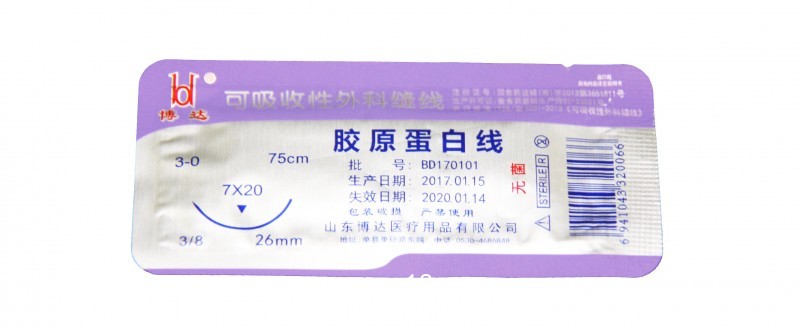 博达
可吸收性外科缝线
胶原蛋白线
3-0 75cm
7X20
3/8 26mm
批 号: BD170101
生产日期: 2017.01.15
失效日期: 2020.01.14
包装破损 严禁使用
山东博达医疗用品有限公司
无菌
STERILE R
6 941043 320066